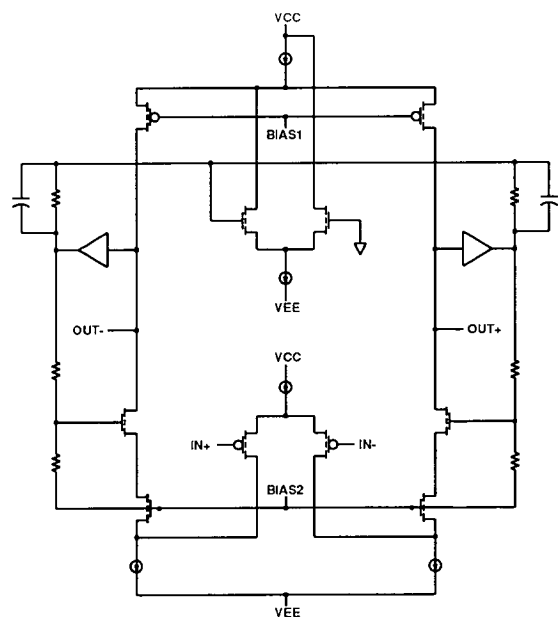 VCC
BIAS1
VEE
OUT-
OUT+
VCC
IN+
IN-
BIAS2
VEE